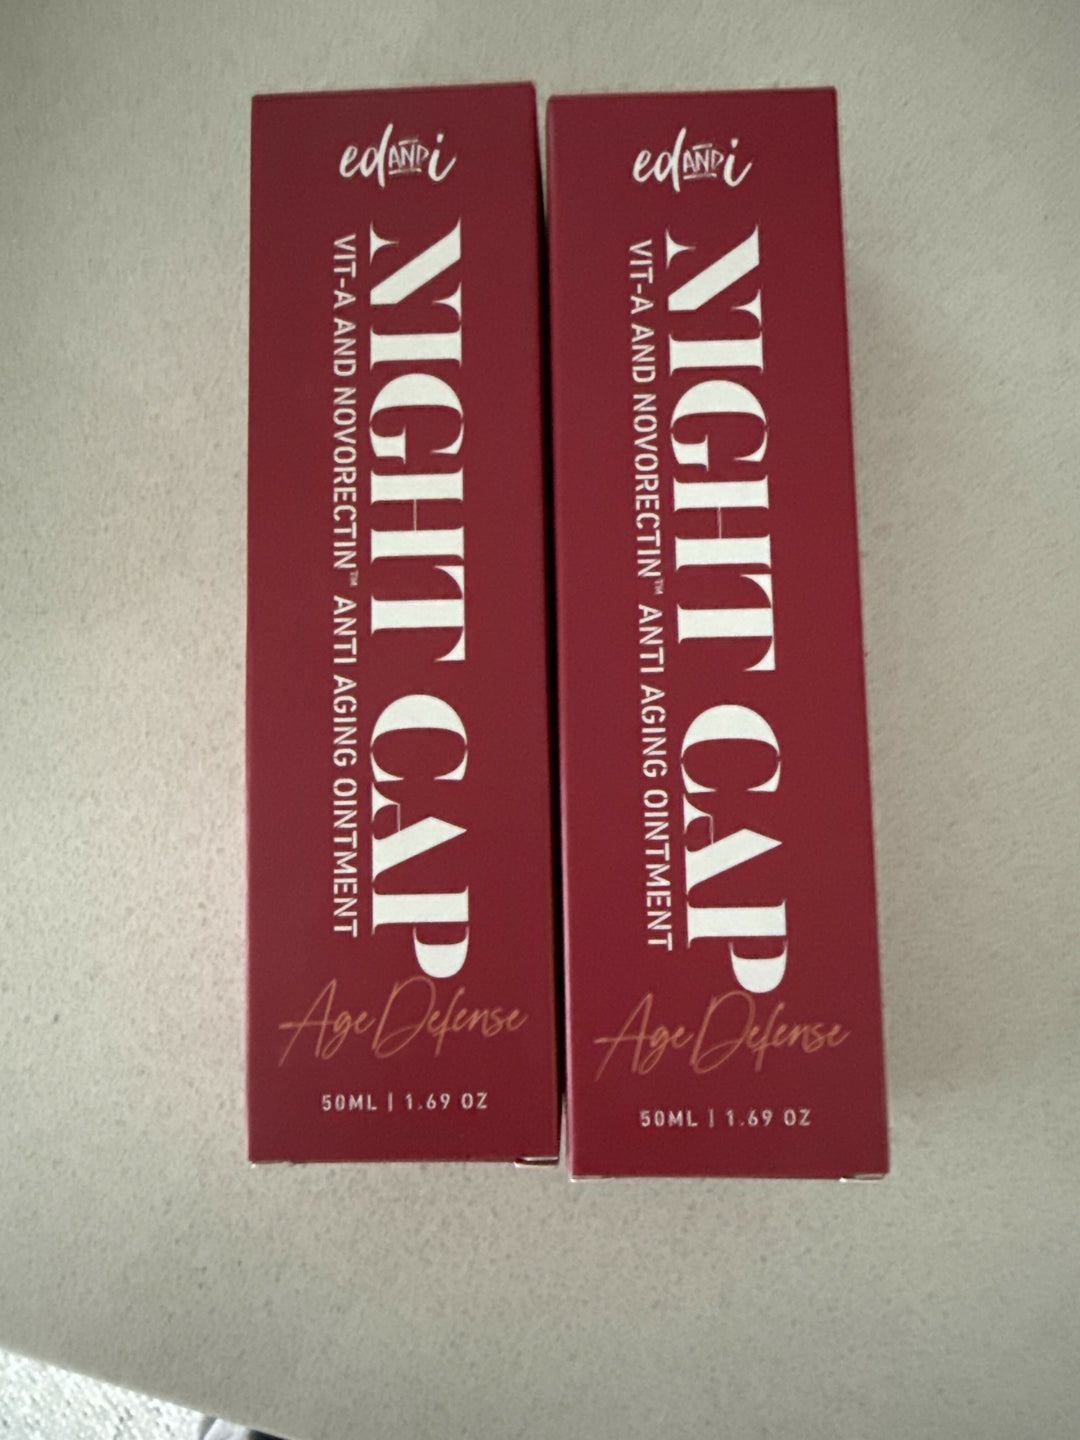 edANDi
NIGHT CAP
VIT-A AND NOVORECTIN™ ANTI AGING OINTMENT
Age Defense
50ML | 1.69 OZ
edANDi
NIGHT CAP
VIT-A AND NOVORECTIN™ ANTI AGING OINTMENT
Age Defense
50ML | 1.69 OZ